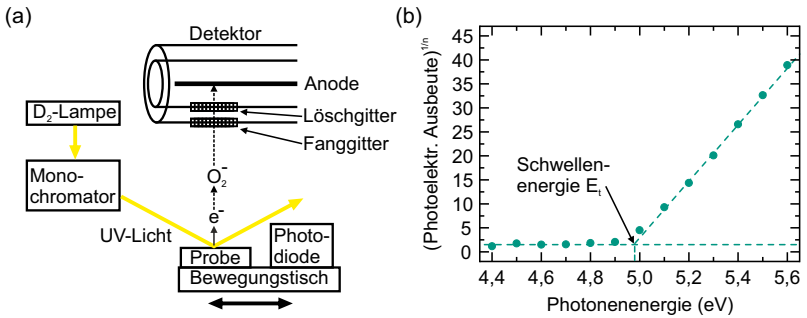 (a)
Detektor
Anode
Löschgitter
Fanggitter
D₂-Lampe
Mono-
chromator
O₂⁻
e⁻
UV-Licht
Probe
Photo-
diode
Bewegungstisch
(b)
(Photoelektr. Ausbeute)^1/n
45
40
35
30
25
20
15
10
5
0
Schwellen-
energie Eₜ
4,4 4,6 4,8 5,0 5,2 5,4 5,6
Photonenenergie (eV)